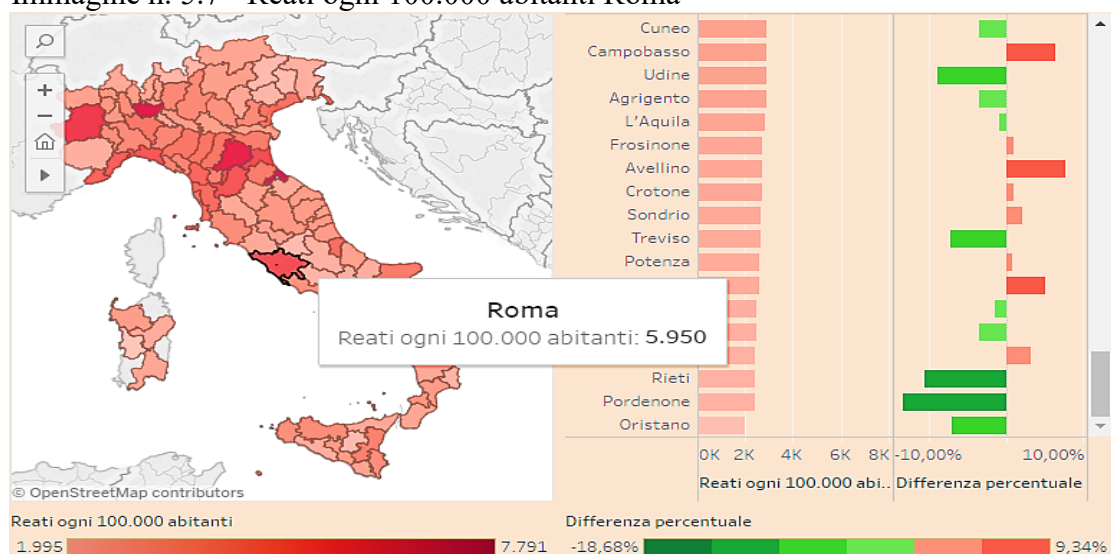 Immagine n. 3.7 - Reati ogni 100.000 abitanti Roma
Cuneo
Campobasso
Udine
Agrigento
L'Aquila
Frosinone
Avellino
Crotone
Sondrio
Treviso
Potenza
Roma
Reati ogni 100.000 abitanti: 5.950
Rieti
Pordenone
Oristano
0K 2K 4K 6K 8K -10,00% 10,00%
Reati ogni 100.000 abi.. Differenza percentuale
© OpenStreetMap contributors
Reati ogni 100.000 abitanti
1.995 7.791
Differenza percentuale
-18,68% 9,34%